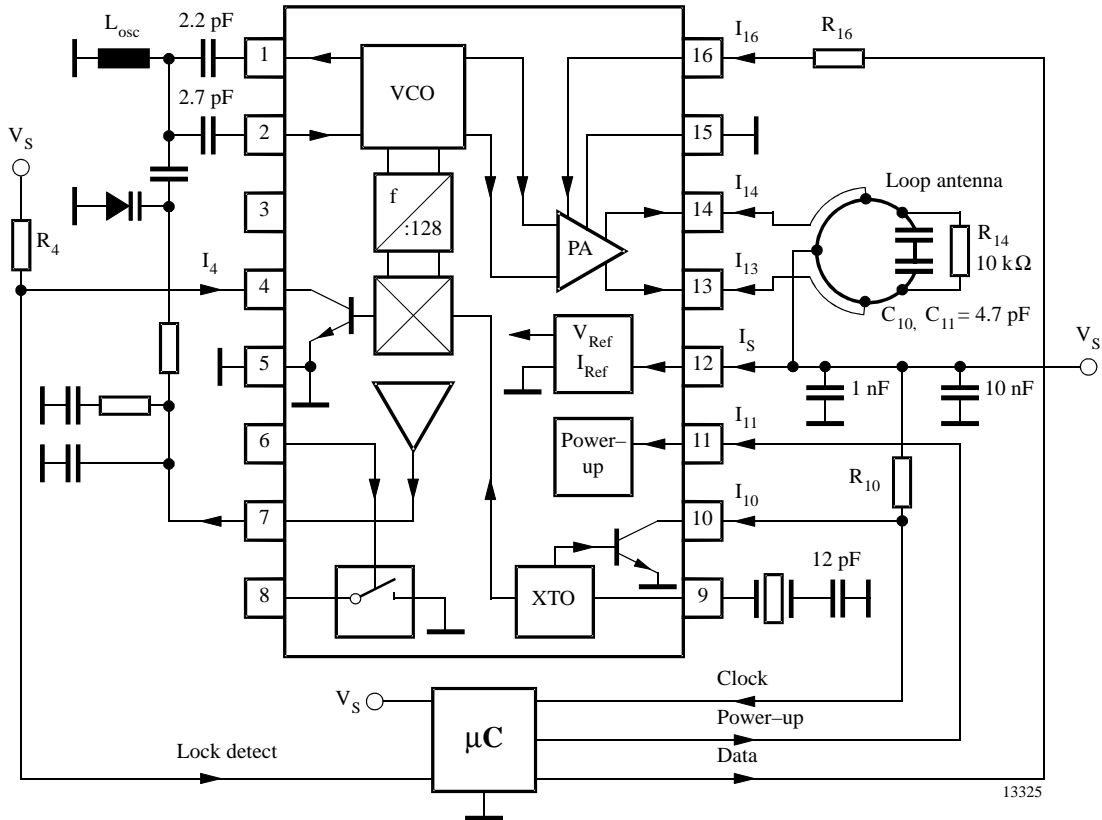 L_osc
2.2 pF
2.7 pF
V_S
R_4
I_4
1
2
3
4
5
6
7
8
VCO
f
:128
PA
V_Ref
I_Ref
Power–
up
XTO
16
15
14
13
12
11
10
9
I_16
R_16
I_14
I_13
Loop antenna
R_14
10 kΩ
C_10, C_11 = 4.7 pF
I_S
V_S
1 nF
10 nF
I_11
R_10
I_10
12 pF
V_S
μC
Clock
Power–up
Data
Lock detect
13325